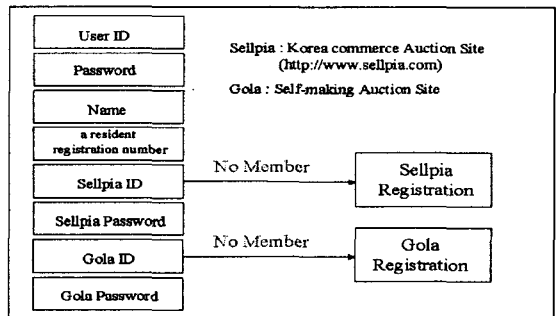 User ID
Password
Name
a resident
registration number
Sellpia ID
Sellpia Password
Gola ID
Gola Password
Sellpia : Korea commerce Auction Site
(http://www.sellpia.com)
Gola : Self-making Auction Site
No Member
Sellpia
Registration
No Member
Gola
Registration